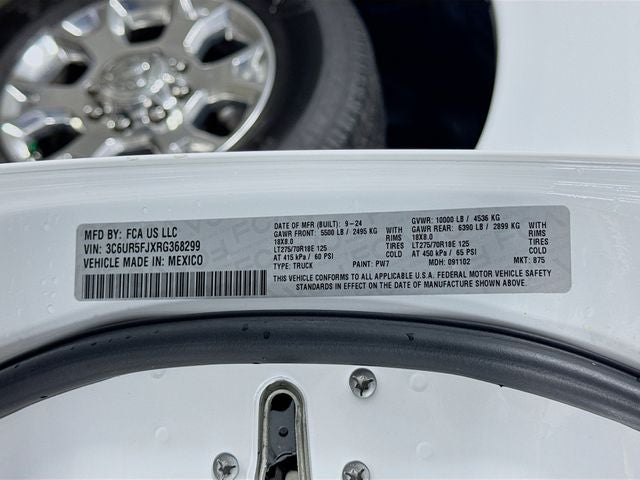 MFD BY: FCA US LLC
VIN: 3C6UR5FJXRG368299
VEHICLE MADE IN: MEXICO
DATE OF MFR (BUILT): 9-24
GAWR FRONT: 5500 LB / 2495 KG WITH
18X8.0 RIMS
LT275/70R18E 125 TIRES
AT 415 kPa / 60 PSI COLD
TYPE: TRUCK PAINT: PW7
GVWR: 10000 LB / 4536 KG
GAWR REAR: 6390 LB / 2899 KG WITH
18X8.0 RIMS
LT275/70R18E 125 TIRES
AT 450 kPa / 65 PSI COLD
MDH: 091102 MKT: 875
THIS VEHICLE CONFORMS TO ALL APPLICABLE U.S.A. FEDERAL MOTOR VEHICLE SAFETY
STANDARDS IN EFFECT ON THE DATE OF MANUFACTURE SHOWN ABOVE.